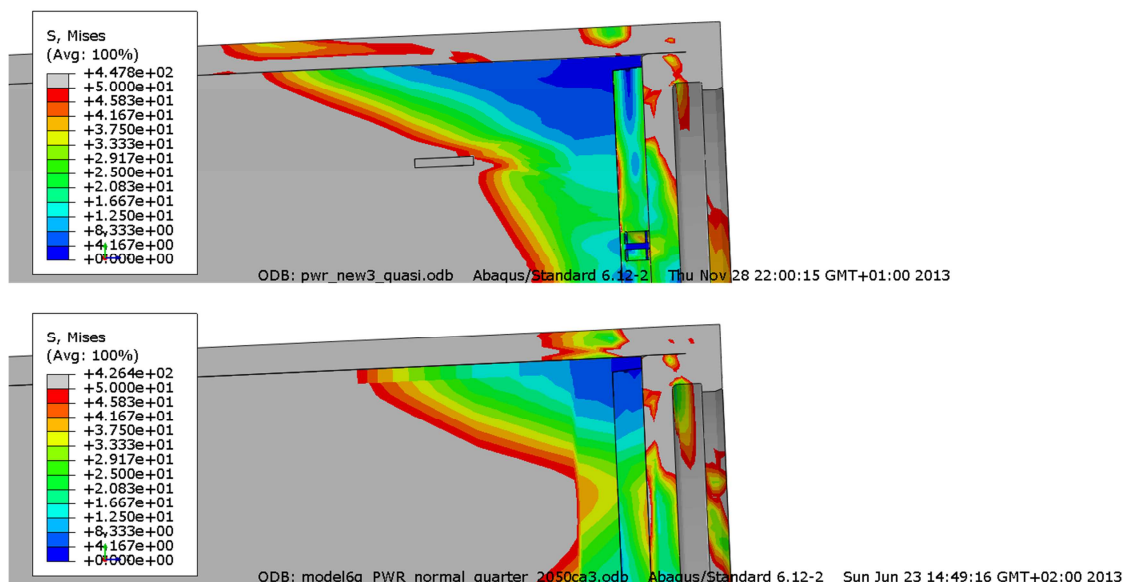 S, Mises
(Avg: 100%)
+4.478e+02
+5.000e+01
+4.583e+01
+4.167e+01
+3.750e+01
+3.333e+01
+2.917e+01
+2.500e+01
+2.083e+01
+1.667e+01
+1.250e+01
+8.333e+00
+4.167e+00
+0.000e+00
ODB: pwr_new3_quasi.odb    Abaqus/Standard 6.12-2    Thu Nov 28 22:00:15 GMT+01:00 2013
S, Mises
(Avg: 100%)
+4.264e+02
+5.000e+01
+4.583e+01
+4.167e+01
+3.750e+01
+3.333e+01
+2.917e+01
+2.500e+01
+2.083e+01
+1.667e+01
+1.250e+01
+8.333e+00
+4.167e+00
+0.000e+00
ODB: model6g_PWR_normal_quarter_2050ca3.odb    Abaqus/Standard 6.12-2    Sun Jun 23 14:49:16 GMT+02:00 2013